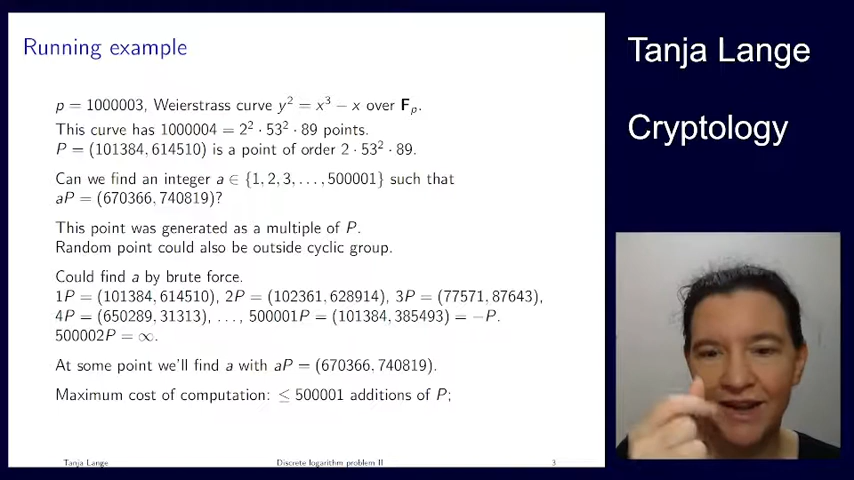 Running example
p = 1000003, Weierstrass curve y² = x³ − x over F_p.
This curve has 1000004 = 2² · 53² · 89 points.
P = (101384, 614510) is a point of order 2 · 53² · 89.
Can we find an integer a ∈ {1, 2, 3, . . . , 500001} such that
aP = (670366, 740819)?
This point was generated as a multiple of P.
Random point could also be outside cyclic group.
Could find a by brute force.
1P = (101384, 614510), 2P = (102361, 628914), 3P = (77571, 87643),
4P = (650289, 31313), . . . , 500001P = (101384, 385493) = −P.
500002P = ∞.
At some point we'll find a with aP = (670366, 740819).
Maximum cost of computation: ≤ 500001 additions of P;
Tanja Lange Discrete logarithm problem II 3
Tanja Lange
Cryptology